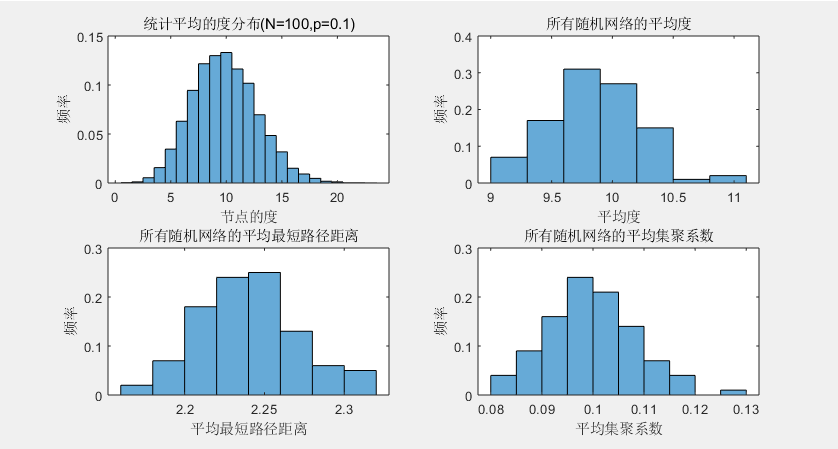 统计平均的度分布(N=100,p=0.1)
0.15
0.1
0.05
0
频率
0 5 10 15 20
节点的度
所有随机网络的平均度
0.4
0.3
0.2
0.1
0
频率
9 9.5 10 10.5 11
平均度
所有随机网络的平均最短路径距离
0.3
0.2
0.1
0
频率
2.2 2.25 2.3
平均最短路径距离
所有随机网络的平均集聚系数
0.3
0.2
0.1
0
频率
0.08 0.09 0.1 0.11 0.12 0.13
平均集聚系数